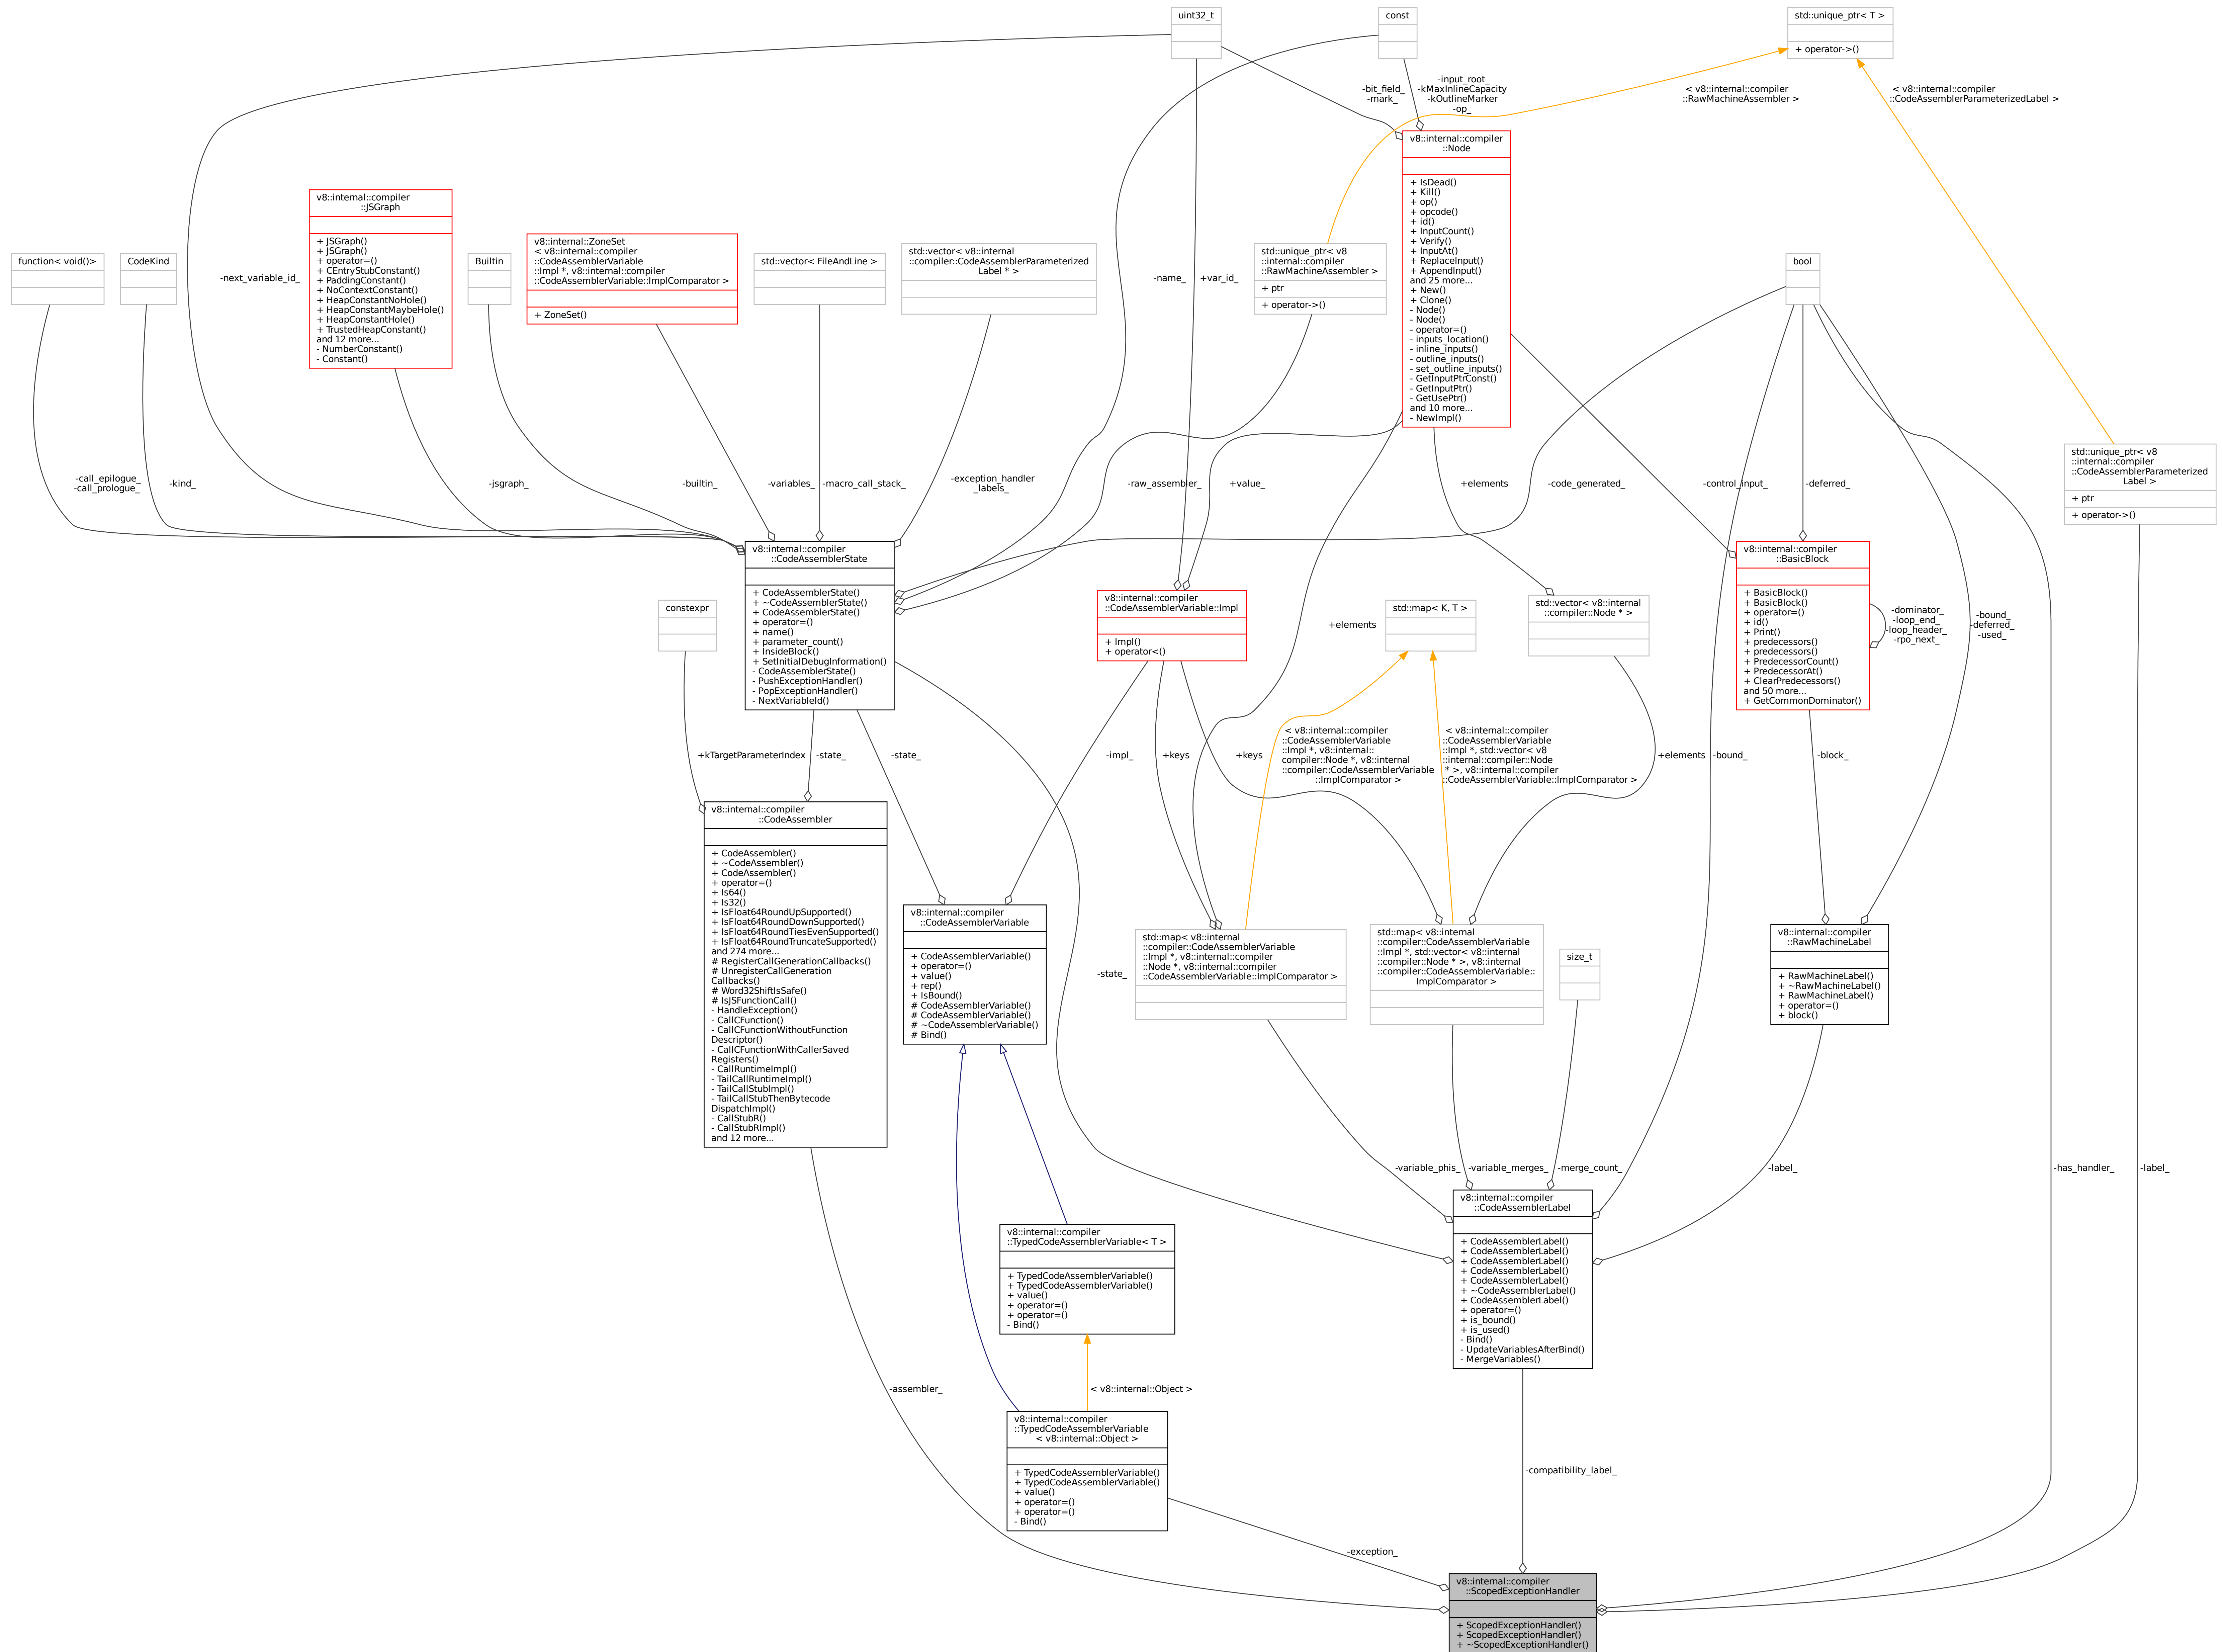 uint32_t
const
std::unique_ptr< T >
+ operator->()
-bit_field_
-mark_
-input_root_
-kMaxInlineCapacity
-kOutlineMarker
-op_
< v8::internal::compiler
::RawMachineAssembler >
< v8::internal::compiler
::CodeAssemblerParameterizedLabel >
v8::internal::compiler
::Node
+ IsDead()
+ Kill()
+ op()
+ opcode()
+ id()
+ InputCount()
+ Verify()
+ InputAt()
+ ReplaceInput()
+ AppendInput()
and 25 more...
+ New()
+ Clone()
- Node()
- Node()
- operator=()
- inputs_location()
- inline_inputs()
- outline_inputs()
- set_outline_inputs()
- GetInputPtrConst()
- GetInputPtr()
- GetUsePtr()
and 10 more...
- NewImpl()
v8::internal::compiler
::JSGraph
+ JSGraph()
+ JSGraph()
+ operator=()
+ CEntryStubConstant()
+ PaddingConstant()
+ NoContextConstant()
+ HeapConstantNoHole()
+ HeapConstantMaybeHole()
+ HeapConstantHole()
+ TrustedHeapConstant()
and 12 more...
- NumberConstant()
- Constant()
function< void()>
CodeKind
-next_variable_id_
Builtin
v8::internal::ZoneSet
< v8::internal::compiler
::CodeAssemblerVariable
::Impl *, v8::internal::compiler
::CodeAssemblerVariable::ImplComparator >
+ ZoneSet()
std::vector< FileAndLine >
std::vector< v8::internal
::compiler::CodeAssemblerParameterized
Label * >
-name_
+var_id_
std::unique_ptr< v8
::internal::compiler
::RawMachineAssembler >
+ ptr
+ operator->()
bool
std::unique_ptr< v8
::internal::compiler
::CodeAssemblerParameterized
Label >
+ ptr
+ operator->()
-call_epilogue_
-call_prologue_
-kind_
-jsgraph_
-builtin_
-variables_
-macro_call_stack_
-exception_handler
_labels_
-raw_assembler_
+value_
+elements
-code_generated_
-control_input_
-deferred_
v8::internal::compiler
::CodeAssemblerState
+ CodeAssemblerState()
+ ~CodeAssemblerState()
+ CodeAssemblerState()
+ operator=()
+ name()
+ parameter_count()
+ InsideBlock()
+ SetInitialDebugInformation()
- CodeAssemblerState()
- PushExceptionHandler()
- PopExceptionHandler()
- NextVariableId()
constexpr
v8::internal::compiler
::CodeAssemblerVariable::Impl
+ Impl()
+ operator<()
+elements
std::map< K, T >
std::vector< v8::internal
::compiler::Node * >
v8::internal::compiler
::BasicBlock
+ BasicBlock()
+ BasicBlock()
+ operator=()
+ id()
+ Print()
+ predecessors()
+ predecessors()
+ PredecessorCount()
+ PredecessorAt()
+ ClearPredecessors()
and 50 more...
+ GetCommonDominator()
-dominator_
-loop_end_
-loop_header_
-rpo_next_
-bound_
-deferred_
-used_
+kTargetParameterIndex
-state_
-state_
-impl_
+keys
+keys
< v8::internal::compiler
::CodeAssemblerVariable
::Impl *, v8::internal::
compiler::Node *, v8::internal
::compiler::CodeAssemblerVariable
::ImplComparator >
< v8::internal::compiler
::CodeAssemblerVariable
::Impl *, std::vector< v8
::internal::compiler::Node
* >, v8::internal::compiler
::CodeAssemblerVariable::ImplComparator >
+elements
-bound_
-block_
v8::internal::compiler
::CodeAssembler
+ CodeAssembler()
+ ~CodeAssembler()
+ CodeAssembler()
+ operator=()
+ Is64()
+ Is32()
+ IsFloat64RoundUpSupported()
+ IsFloat64RoundDownSupported()
+ IsFloat64RoundTiesEvenSupported()
+ IsFloat64RoundTruncateSupported()
and 274 more...
# RegisterCallGenerationCallbacks()
# UnregisterCallGeneration
Callbacks()
# Word32ShiftIsSafe()
# IsJSFunctionCall()
- HandleException()
- CallCFunction()
- CallCFunctionWithoutFunction
Descriptor()
- CallCFunctionWithCallerSaved
Registers()
- CallRuntimeImpl()
- TailCallRuntimeImpl()
- TailCallStubImpl()
- TailCallStubThenBytecode
DispatchImpl()
- CallStubR()
- CallStubRImpl()
and 12 more...
v8::internal::compiler
::CodeAssemblerVariable
+ CodeAssemblerVariable()
+ operator=()
+ value()
+ rep()
+ IsBound()
# CodeAssemblerVariable()
# CodeAssemblerVariable()
# ~CodeAssemblerVariable()
# Bind()
-state_
std::map< v8::internal
::compiler::CodeAssemblerVariable
::Impl *, v8::internal::compiler
::Node *, v8::internal::compiler
::CodeAssemblerVariable::ImplComparator >
std::map< v8::internal
::compiler::CodeAssemblerVariable
::Impl *, std::vector< v8::internal
::compiler::Node * >, v8::internal
::compiler::CodeAssemblerVariable::
ImplComparator >
size_t
v8::internal::compiler
::RawMachineLabel
+ RawMachineLabel()
+ ~RawMachineLabel()
+ RawMachineLabel()
+ operator=()
+ block()
-variable_phis_
-variable_merges_
-merge_count_
-label_
-has_handler_
-label_
v8::internal::compiler
::TypedCodeAssemblerVariable< T >
+ TypedCodeAssemblerVariable()
+ TypedCodeAssemblerVariable()
+ value()
+ operator=()
+ operator=()
- Bind()
v8::internal::compiler
::CodeAssemblerLabel
+ CodeAssemblerLabel()
+ CodeAssemblerLabel()
+ CodeAssemblerLabel()
+ CodeAssemblerLabel()
+ CodeAssemblerLabel()
+ ~CodeAssemblerLabel()
+ CodeAssemblerLabel()
+ operator=()
+ is_bound()
+ is_used()
- Bind()
- UpdateVariablesAfterBind()
- MergeVariables()
-assembler_
< v8::internal::Object >
v8::internal::compiler
::TypedCodeAssemblerVariable
< v8::internal::Object >
+ TypedCodeAssemblerVariable()
+ TypedCodeAssemblerVariable()
+ value()
+ operator=()
+ operator=()
- Bind()
-compatibility_label_
-exception_
v8::internal::compiler
::ScopedExceptionHandler
+ ScopedExceptionHandler()
+ ScopedExceptionHandler()
+ ~ScopedExceptionHandler()